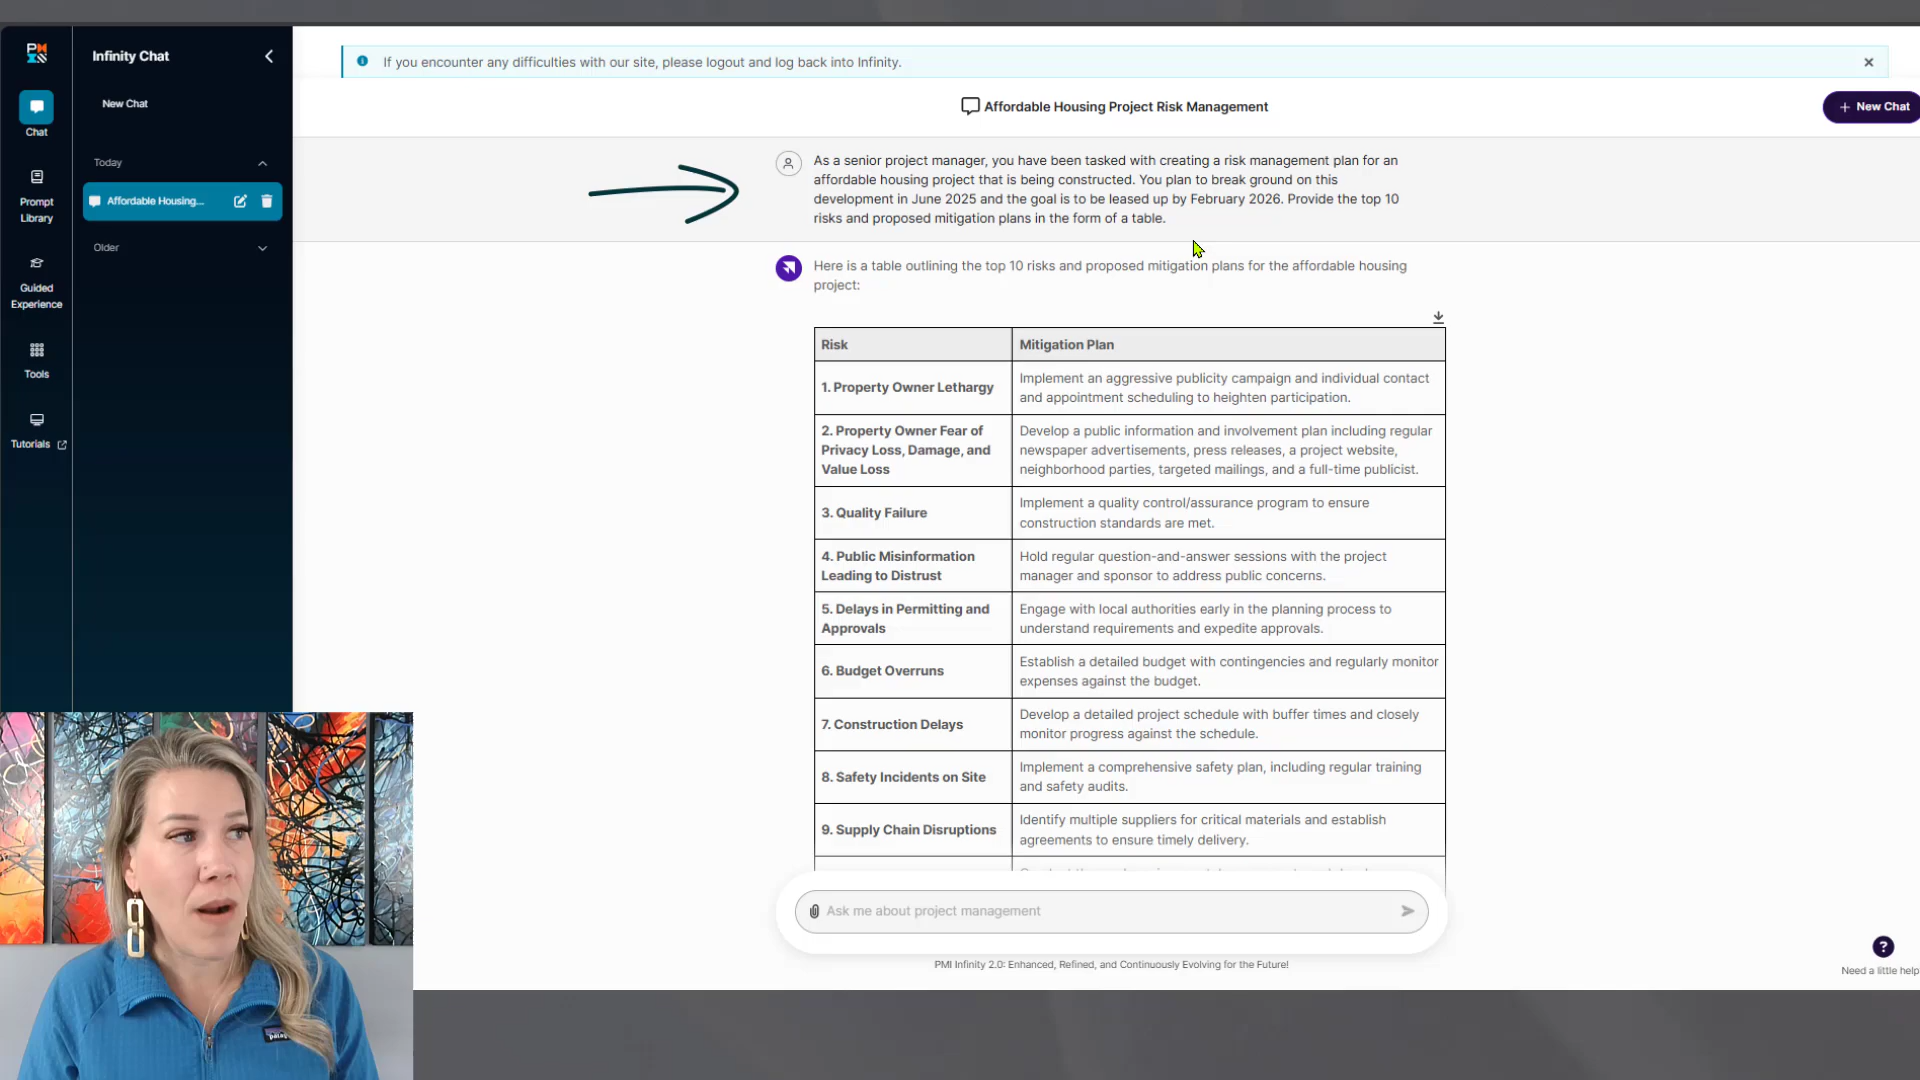 Infinity Chat
If you encounter any difficulties with our site, please logout and log back into Infinity.
New Chat
Chat
Affordable Housing Project Risk Management
New Chat
Today
Affordable Housing...
Older
Prompt
Library
Guided
Experience
Tools
Tutorials
As a senior project manager, you have been tasked with creating a risk management plan for an
affordable housing project that is being constructed. You plan to break ground on this
development in June 2025 and the goal is to be leased up by February 2026. Provide the top 10
risks and proposed mitigation plans in the form of a table.
Here is a table outlining the top 10 risks and proposed mitigation plans for the affordable housing
project:
Risk
Mitigation Plan
1. Property Owner Lethargy
Implement an aggressive publicity campaign and individual contact
and appointment scheduling to heighten participation.
2. Property Owner Fear of
Privacy Loss, Damage, and
Value Loss
Develop a public information and involvement plan including regular
newspaper advertisements, press releases, a project website,
neighborhood parties, targeted mailings, and a full-time publicist.
3. Quality Failure
Implement a quality control/assurance program to ensure
construction standards are met.
4. Public Misinformation
Leading to Distrust
Hold regular question-and-answer sessions with the project
manager and sponsor to address public concerns.
5. Delays in Permitting and
Approvals
Engage with local authorities early in the planning process to
understand requirements and expedite approvals.
6. Budget Overruns
Establish a detailed budget with contingencies and regularly monitor
expenses against the budget.
7. Construction Delays
Develop a detailed project schedule with buffer times and closely
monitor progress against the schedule.
8. Safety Incidents on Site
Implement a comprehensive safety plan, including regular training
and safety audits.
9. Supply Chain Disruptions
Identify multiple suppliers for critical materials and establish
agreements to ensure timely delivery.
Ask me about project management
PMI Infinity 2.0: Enhanced, Refined, and Continuously Evolving for the Future!
?
Need a little help
patagonia